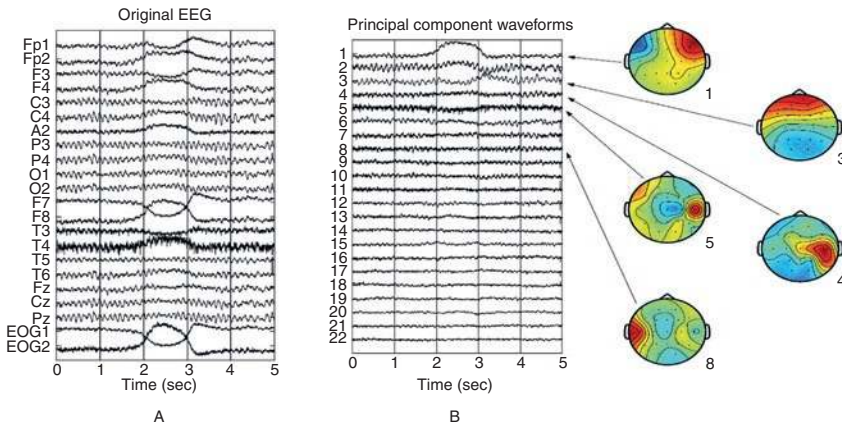 Original EEG
Fp1
Fp2
F3
F4
C3
C4
A2
P3
P4
O1
O2
F7
F8
T3
T4
T5
T6
Fz
Cz
Pz
EOG1
EOG2
0 1 2 3 4 5
Time (sec)
A
Principal component waveforms
1
2
3
4
5
6
7
8
9
10
11
12
13
14
15
16
17
18
19
20
21
22
0 1 2 3 4 5
Time (sec)
B
1
3
5
4
8